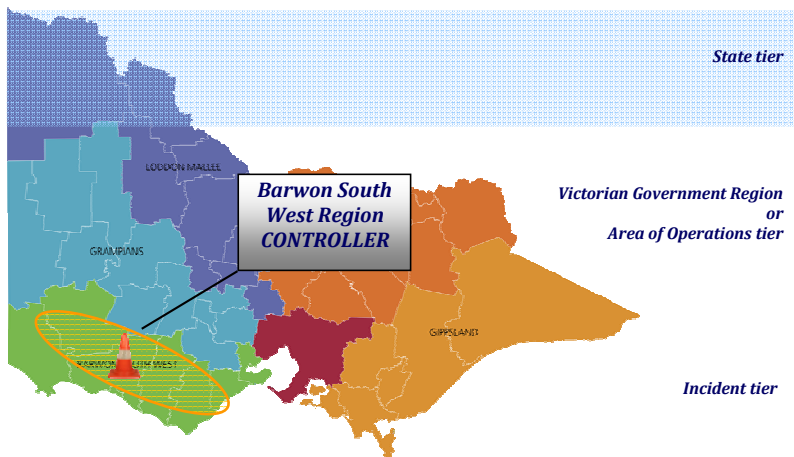 State tier
LODDON MALLEE
Barwon South
West Region
CONTROLLER
Victorian Government Region
or
Area of Operations tier
GRAMPIANS
GIPPSLAND
WEST
Incident tier